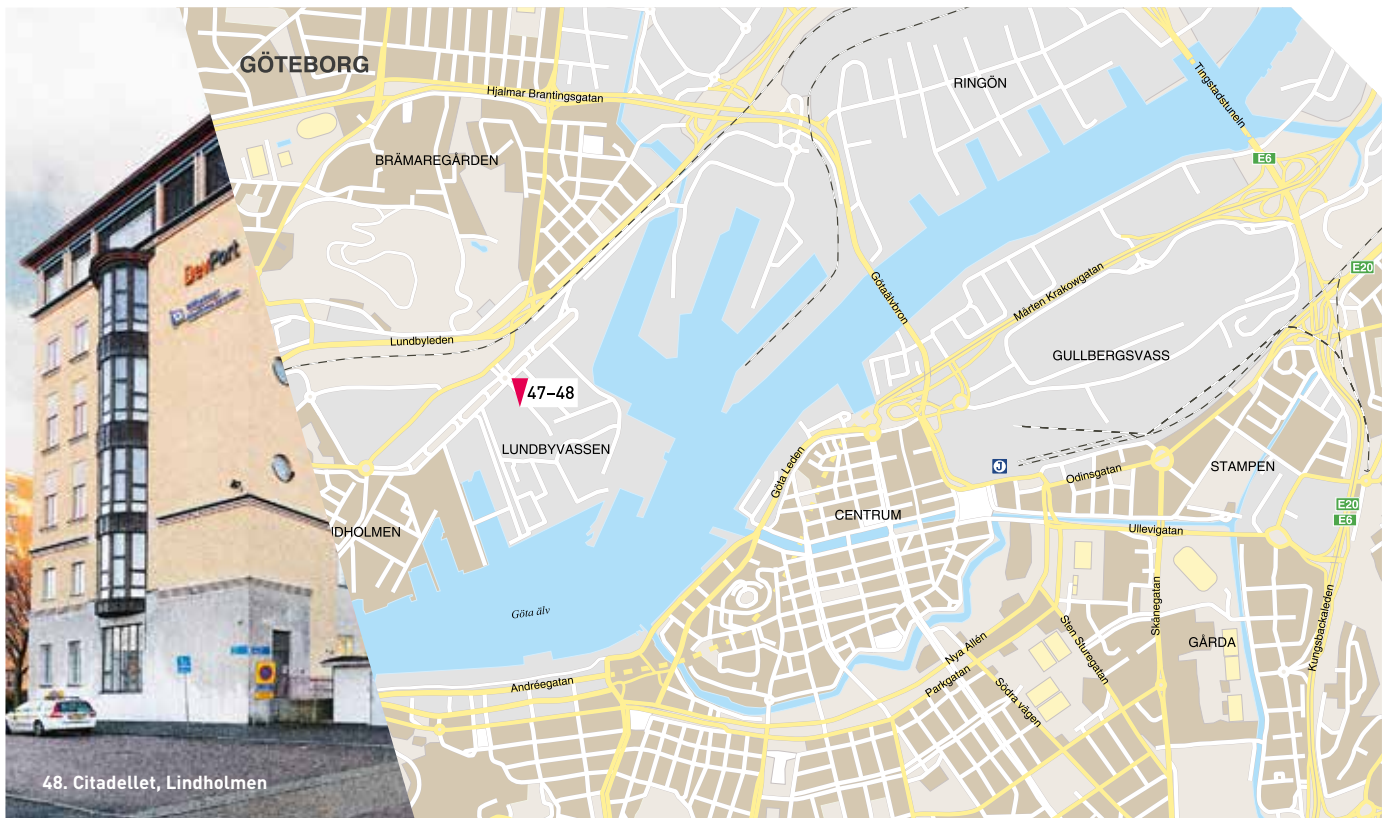 GÖTEBORG
Hjalmar Brantingsgatan
RINGÖN
Tingstadstunneln
E6
BRÄMAREGÅRDEN
DevPort
E20
Götaälvbron
Mårten Krakowgatan
Lundbyleden
GULLBERGSVASS
47–48
LUNDBYVASSEN
Göta Leden
J
Odinsgatan
STAMPEN
E20
E6
CENTRUM
Ullevigatan
NDHOLMEN
Göta älv
Skånegatan
Kungsbackaleden
Sten Sturegatan
GÅRDA
Nya Allén
Parkgatan
Andréegatan
Södra vägen
48. Citadellet, Lindholmen